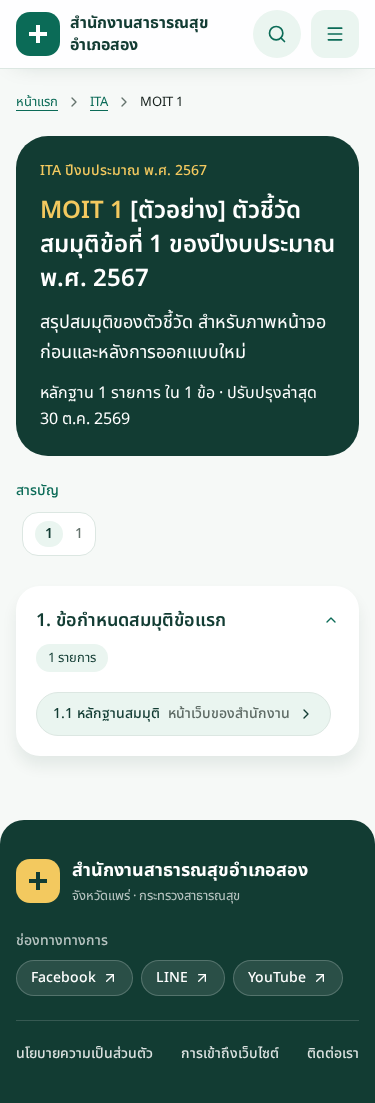 สำนักงานสาธารณสุข
อำเภอสอง
หน้าแรก > ITA > MOIT 1
ITA ปีงบประมาณ พ.ศ. 2567
MOIT 1 [ตัวอย่าง] ตัวชี้วัด
สมมุติข้อที่ 1 ของปีงบประมาณ
พ.ศ. 2567
สรุปสมมุติของตัวชี้วัด สำหรับภาพหน้าจอ
ก่อนและหลังการออกแบบใหม่
หลักฐาน 1 รายการ ใน 1 ข้อ · ปรับปรุงล่าสุด
30 ต.ค. 2569
สารบัญ
1 1
1. ข้อกำหนดสมมุติข้อแรก
1 รายการ
1.1 หลักฐานสมมุติ หน้าเว็บของสำนักงาน
สำนักงานสาธารณสุขอำเภอสอง
จังหวัดแพร่ · กระทรวงสาธารณสุข
ช่องทางทางการ
Facebook LINE YouTube
นโยบายความเป็นส่วนตัว การเข้าถึงเว็บไซต์ ติดต่อเรา